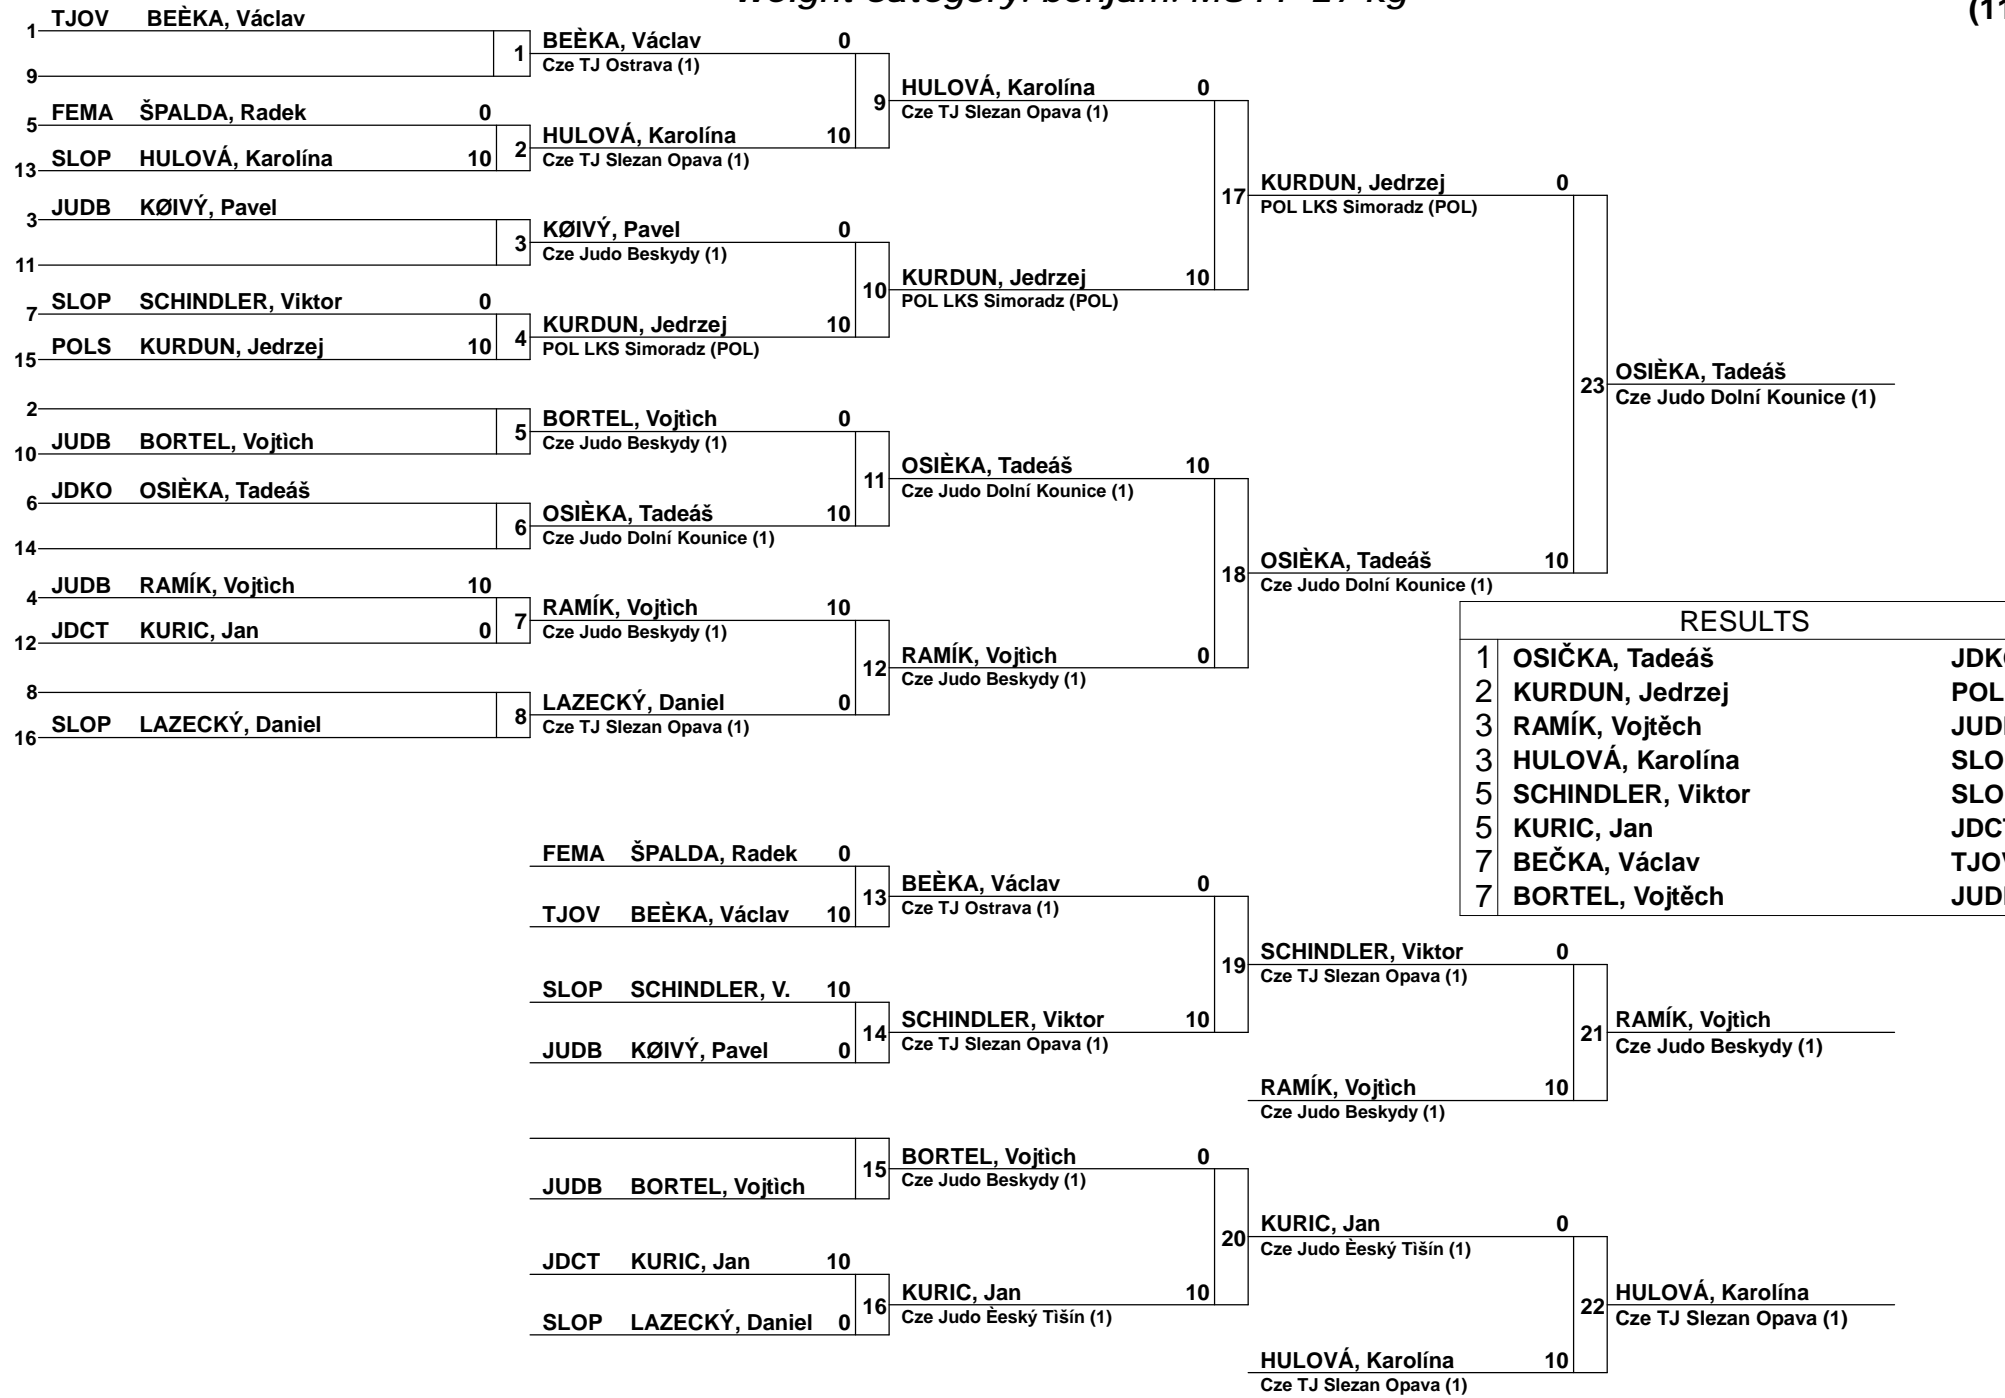 (11
1 TJOV BEÈKA, Václav
9
1 BEÈKA, Václav 0
Cze TJ Ostrava (1)
5 FEMA ŠPALDA, Radek 0
13 SLOP HULOVÁ, Karolína 10
2 HULOVÁ, Karolína 10
Cze TJ Slezan Opava (1)
9 HULOVÁ, Karolína 0
Cze TJ Slezan Opava (1)
3 JUDB KØIVÝ, Pavel
11
3 KØIVÝ, Pavel 0
Cze Judo Beskydy (1)
7 SLOP SCHINDLER, Viktor 0
15 POLS KURDUN, Jedrzej 10
4 KURDUN, Jedrzej 10
POL LKS Simoradz (POL)
10 KURDUN, Jedrzej 10
POL LKS Simoradz (POL)
17 KURDUN, Jedrzej 0
POL LKS Simoradz (POL)
2
10 JUDB BORTEL, Vojtìch
5 BORTEL, Vojtìch 0
Cze Judo Beskydy (1)
6 JDKO OSIÈKA, Tadeáš
14
6 OSIÈKA, Tadeáš 10
Cze Judo Dolní Kounice (1)
11 OSIÈKA, Tadeáš 10
Cze Judo Dolní Kounice (1)
4 JUDB RAMÍK, Vojtìch 10
12 JDCT KURIC, Jan 0
7 RAMÍK, Vojtìch 10
Cze Judo Beskydy (1)
8
16 SLOP LAZECKÝ, Daniel
8 LAZECKÝ, Daniel 0
Cze TJ Slezan Opava (1)
12 RAMÍK, Vojtìch 0
Cze Judo Beskydy (1)
18 OSIÈKA, Tadeáš 10
Cze Judo Dolní Kounice (1)
23 OSIÈKA, Tadeáš
Cze Judo Dolní Kounice (1)
RESULTS
1 OSIČKA, Tadeáš
2 KURDUN, Jedrzej
3 RAMÍK, Vojtěch
3 HULOVÁ, Karolína
5 SCHINDLER, Viktor
5 KURIC, Jan
7 BEČKA, Václav
7 BORTEL, Vojtěch
FEMA ŠPALDA, Radek 0
TJOV BEÈKA, Václav 10
13 BEÈKA, Václav 0
Cze TJ Ostrava (1)
SLOP SCHINDLER, V. 10
JUDB KØIVÝ, Pavel 0
14 SCHINDLER, Viktor 10
Cze TJ Slezan Opava (1)
19 SCHINDLER, Viktor 0
Cze TJ Slezan Opava (1)
RAMÍK, Vojtìch 10
Cze Judo Beskydy (1)
21 RAMÍK, Vojtìch
Cze Judo Beskydy (1)
JUDB BORTEL, Vojtìch
15 BORTEL, Vojtìch 0
Cze Judo Beskydy (1)
JDCT KURIC, Jan 10
SLOP LAZECKÝ, Daniel 0
16 KURIC, Jan 10
Cze Judo Èeský Tìšín (1)
20 KURIC, Jan 0
Cze Judo Èeský Tìšín (1)
HULOVÁ, Karolína 10
Cze TJ Slezan Opava (1)
22 HULOVÁ, Karolína
Cze TJ Slezan Opava (1)